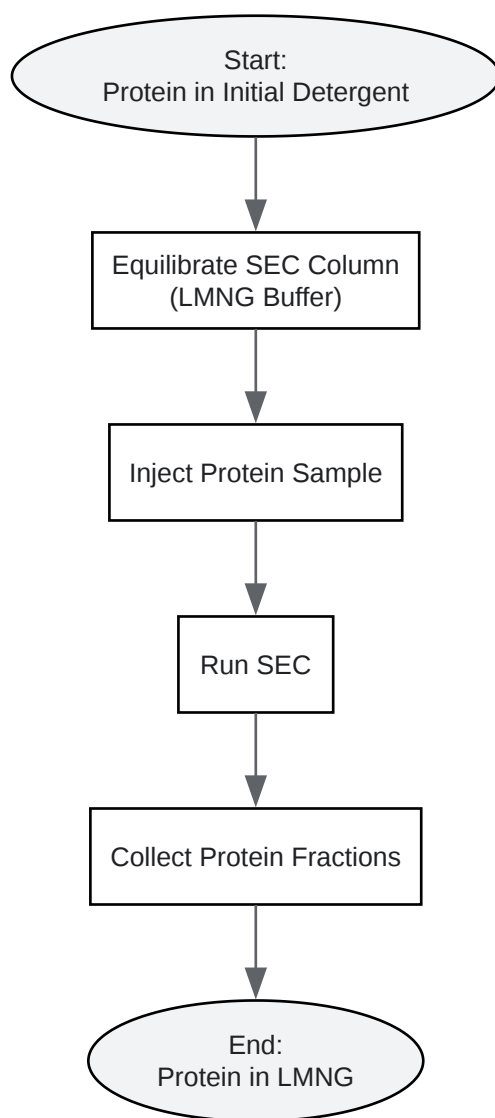 Start:
Protein in Initial Detergent
Equilibrate SEC Column
(LMNG Buffer)
Inject Protein Sample
Run SEC
Collect Protein Fractions
End:
Protein in LMNG